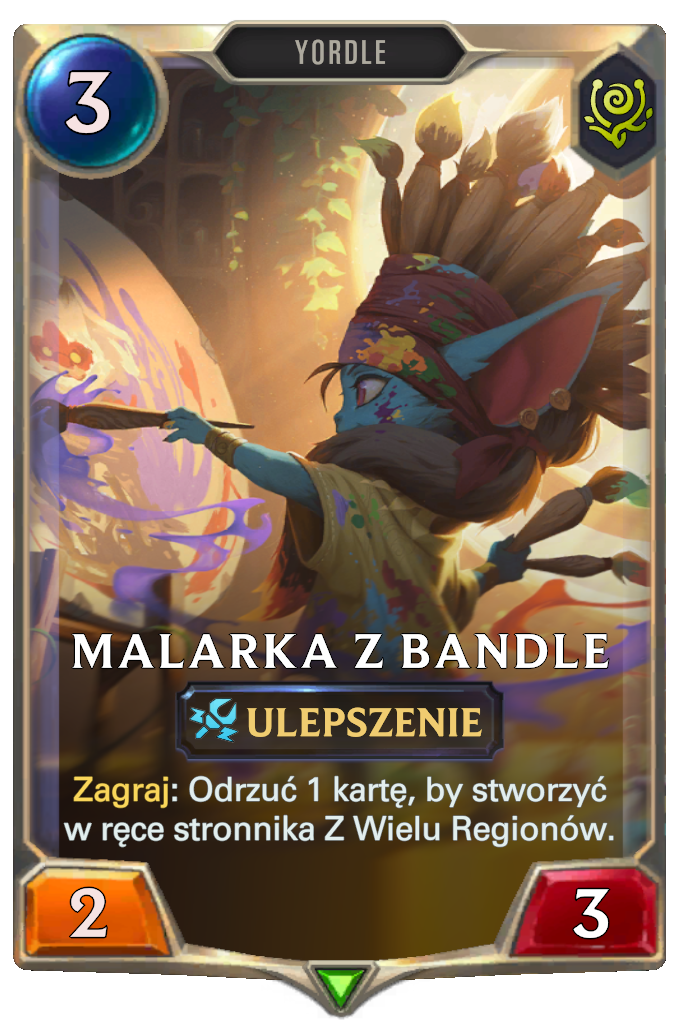 YORDLE
3
MALARKA Z BANDLE
ULEPSZENIE
Zagraj: Odrzuć 1 kartę, by stworzyć
w ręce stronnika Z Wielu Regionów.
2
3